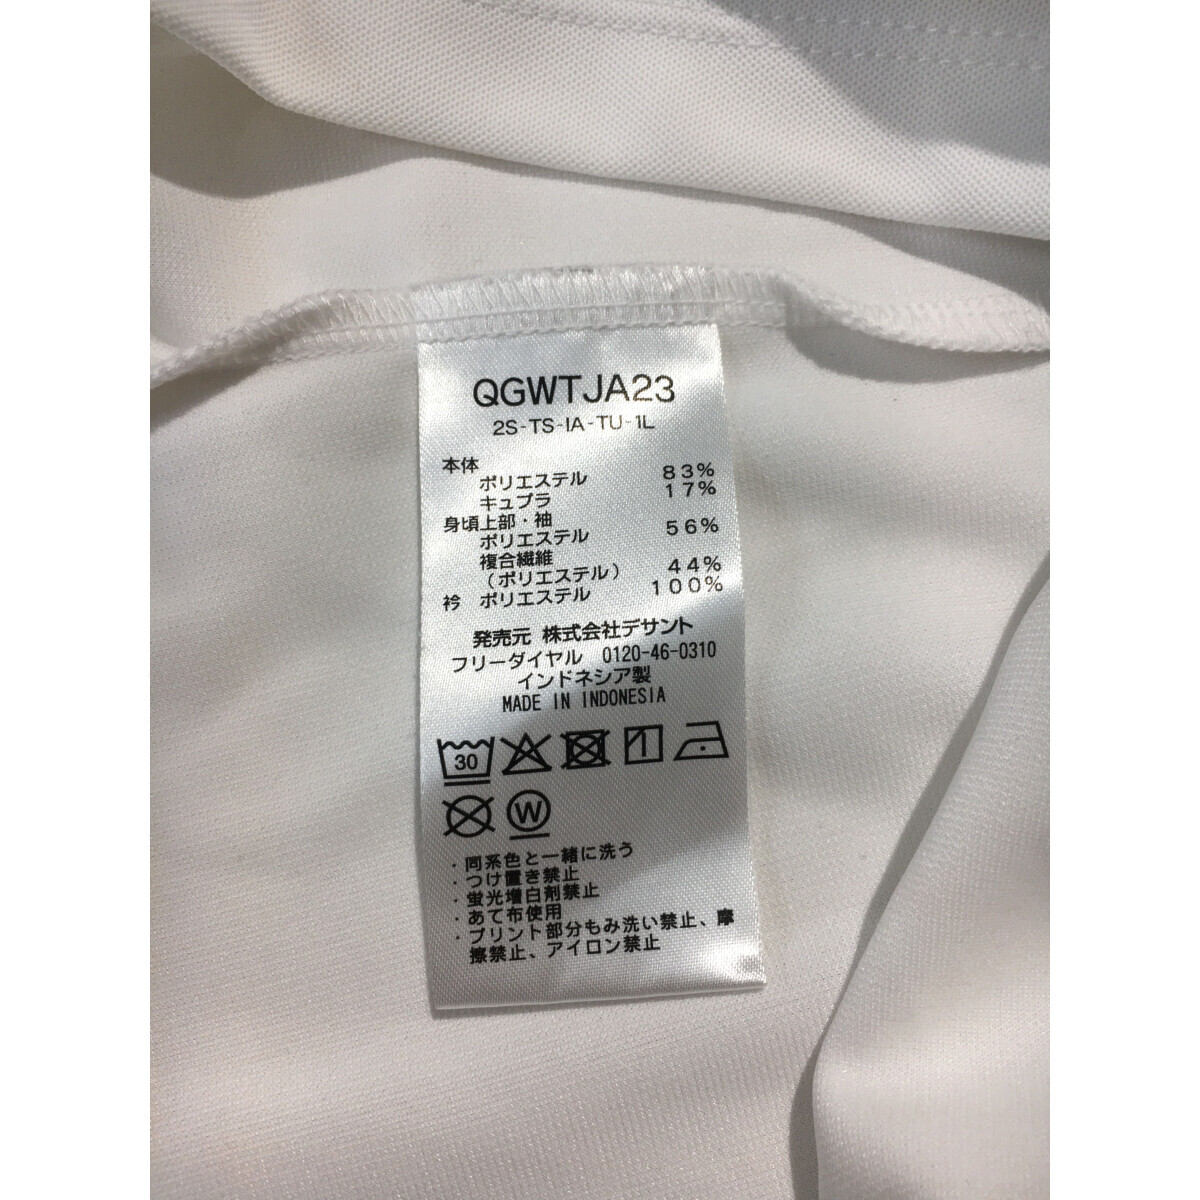 QGWTJA23
2S-TS-IA-TU-1L
本体
ポリエステル 83%
キュプラ 17%
身頃上部・袖
ポリエステル 56%
複合繊維
(ポリエステル) 44%
衿 ポリエステル 100%
発売元 株式会社デサント
フリーダイヤル 0120-46-0310
インドネシア製
MADE IN INDONESIA
30
W
・同系色と一緒に洗う
・つけ置き禁止
・蛍光増白剤禁止
・あて布使用
・プリント部分もみ洗い禁止、摩
擦禁止、アイロン禁止